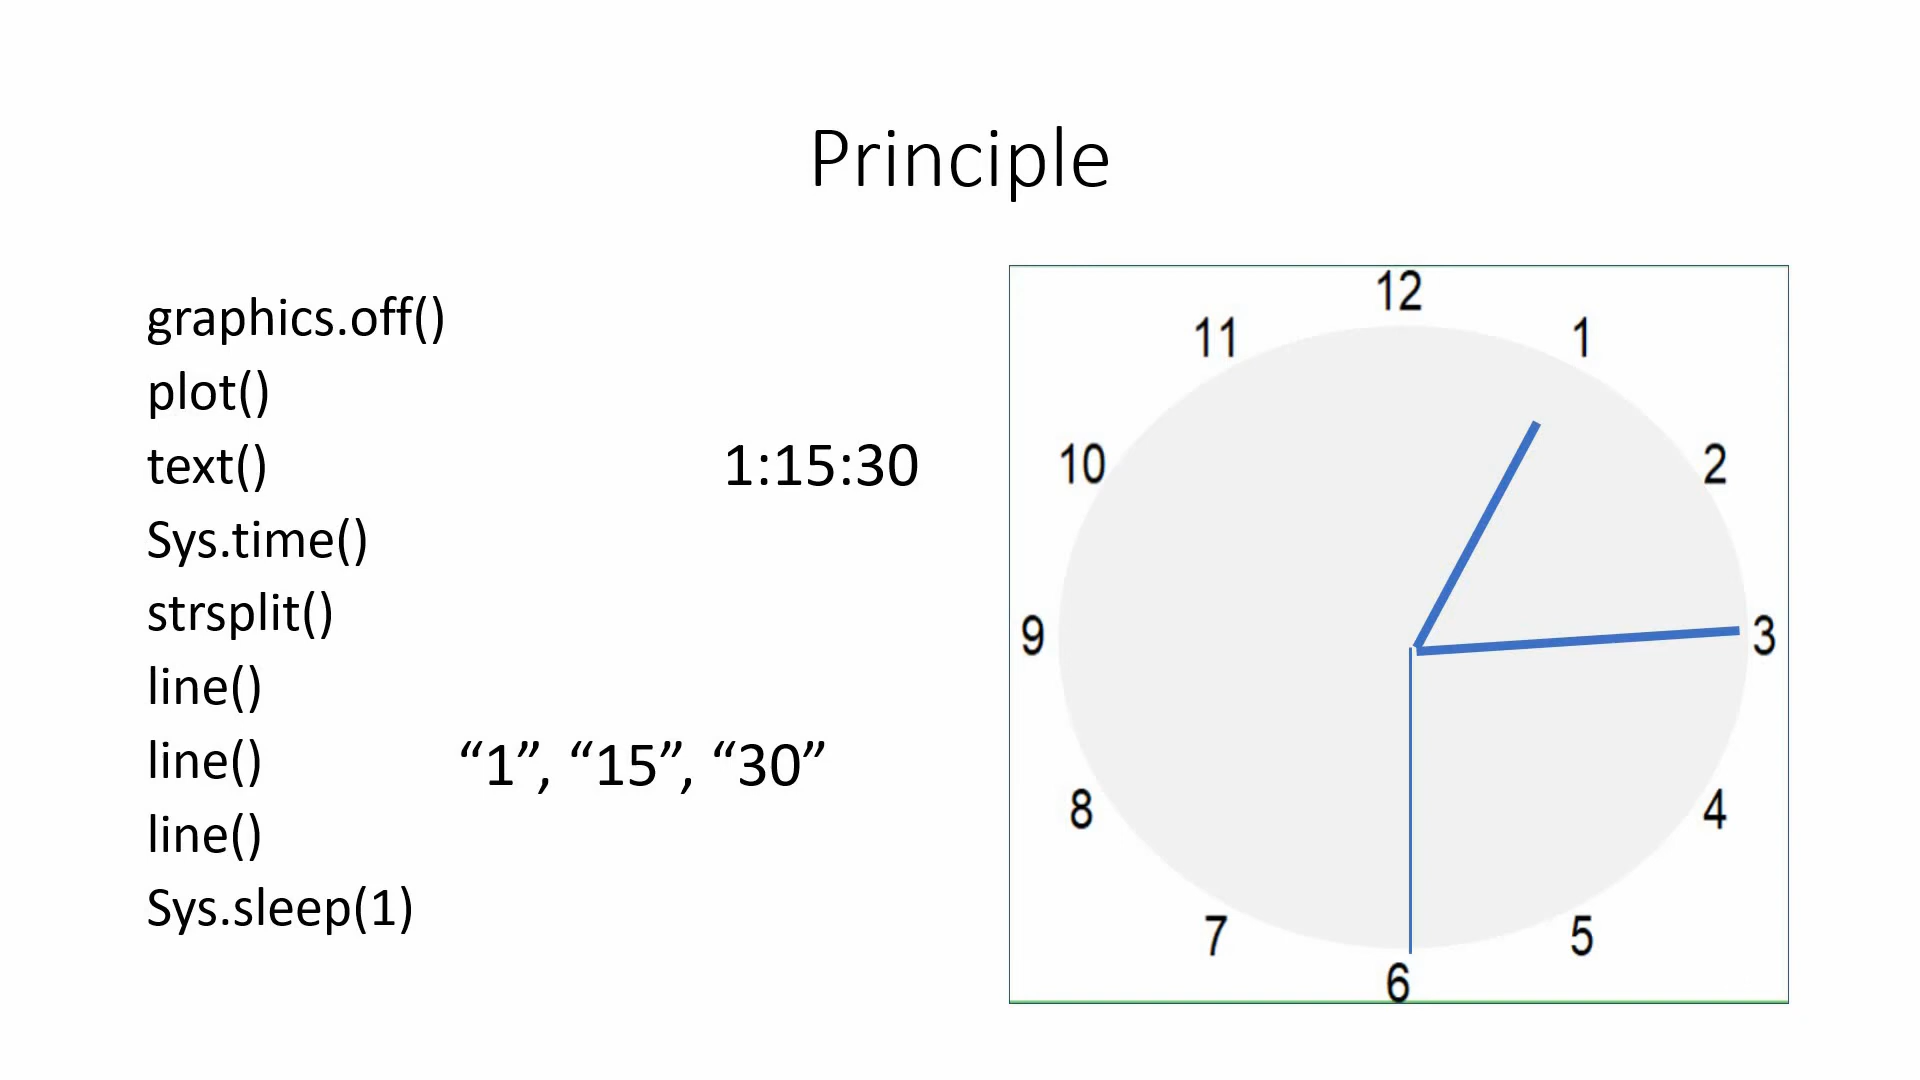 Principle
graphics.off()
plot()
text()
1:15:30
Sys.time()
strsplit()
line()
line()
“1”, “15”, “30”
line()
Sys.sleep(1)
12
11
1
10
2
9
3
8
4
7
5
6